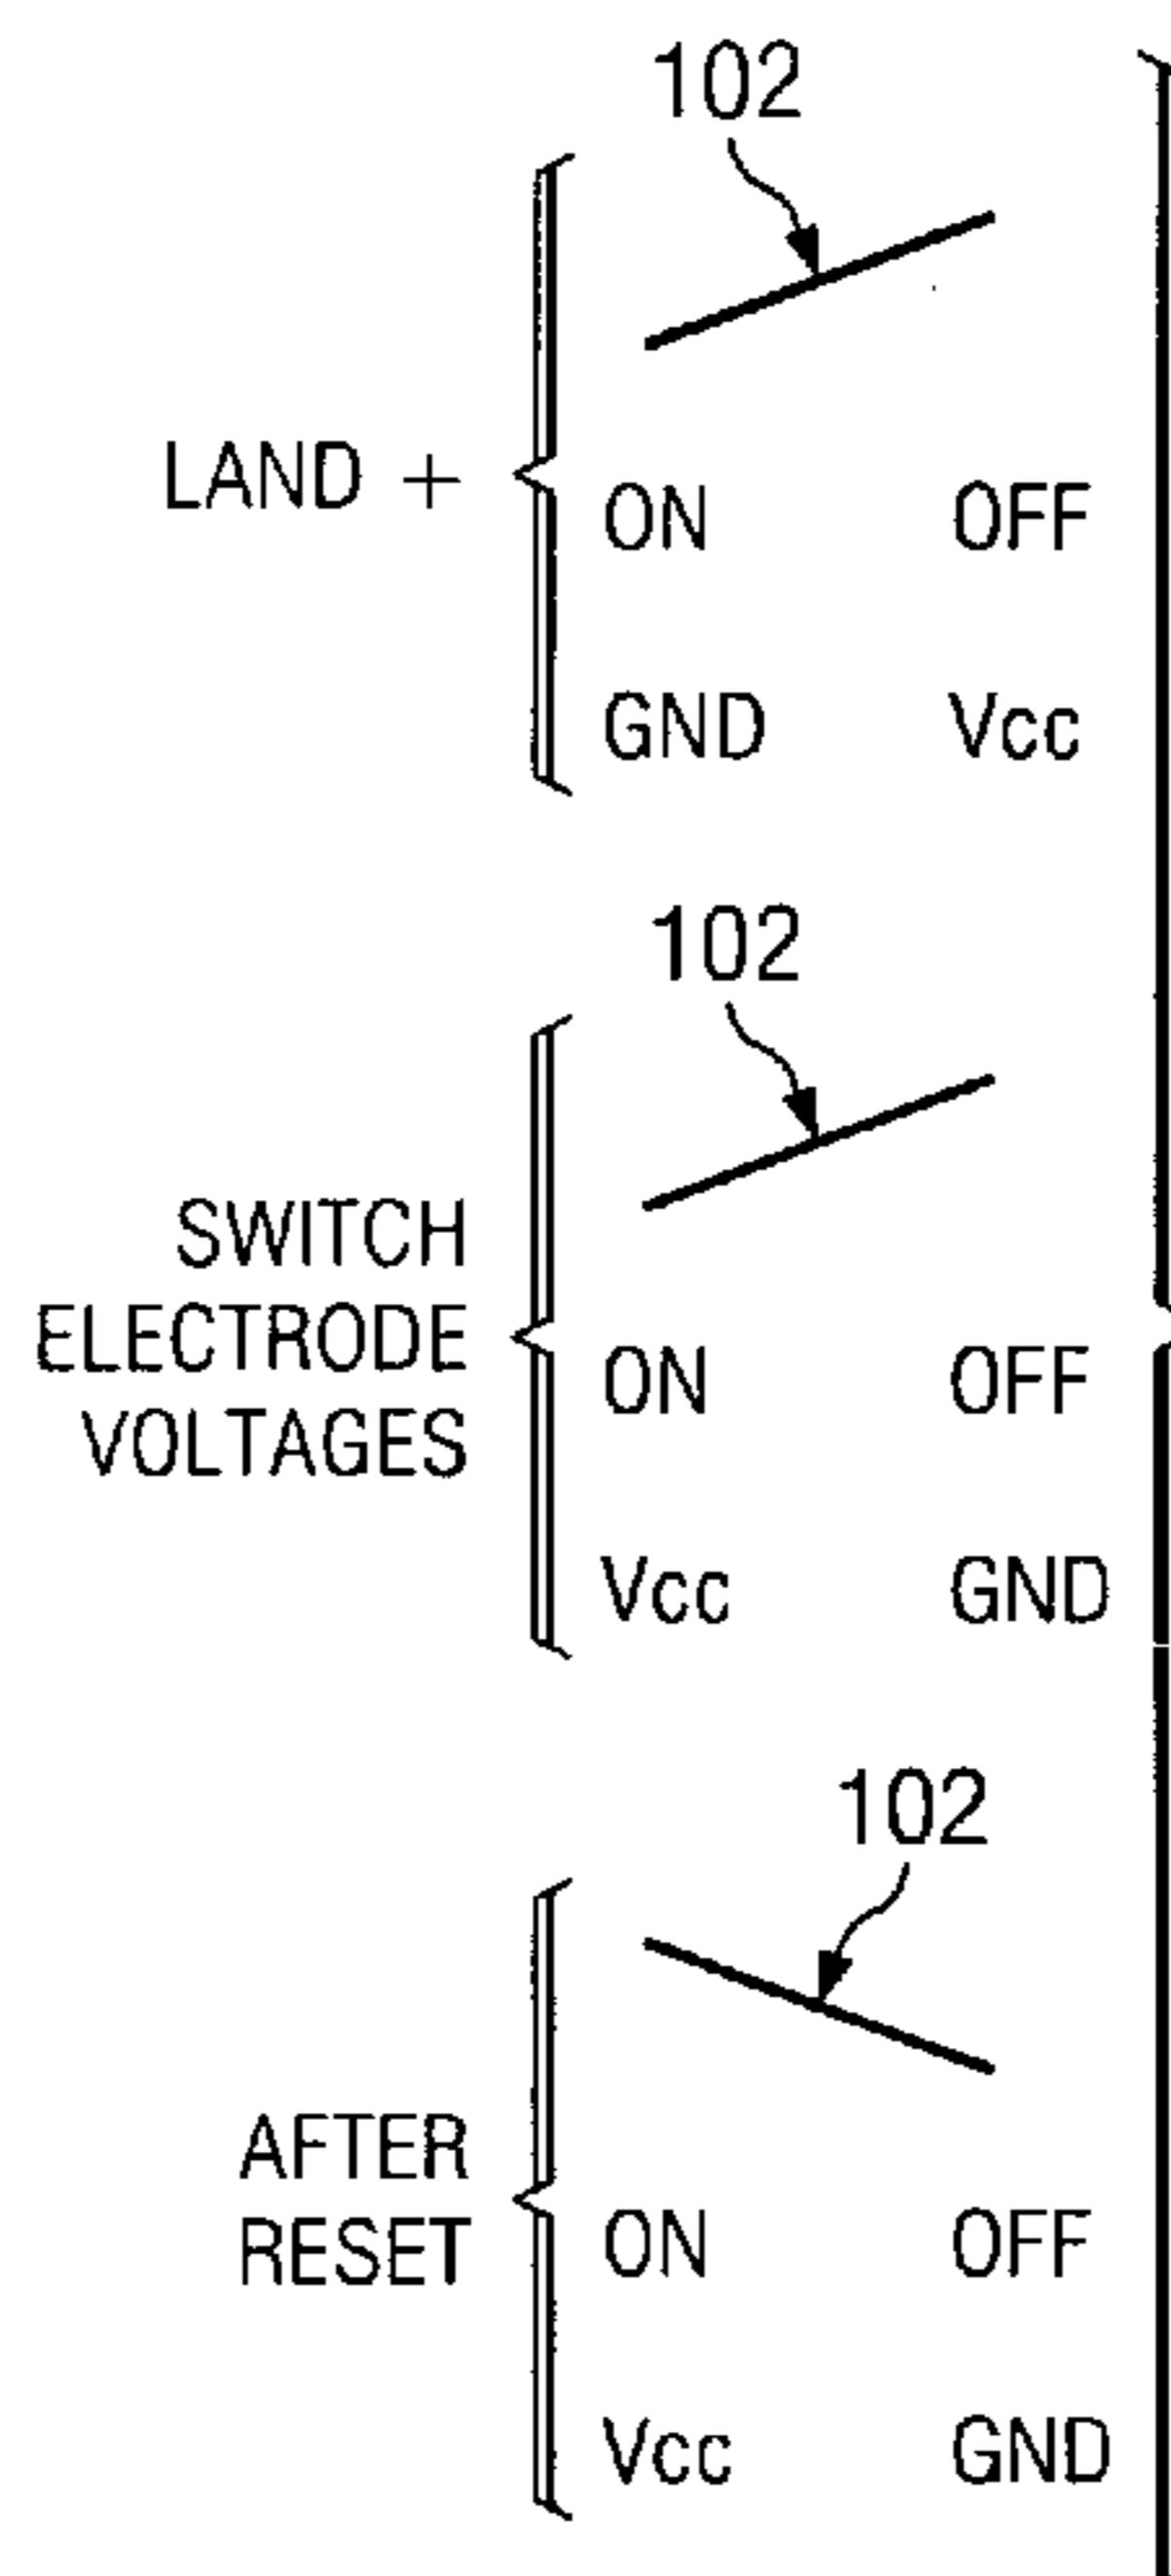 102
LAND +
ON OFF
GND Vcc
102
SWITCH
ELECTRODE
VOLTAGES
ON OFF
Vcc GND
102
AFTER
RESET
ON OFF
Vcc GND